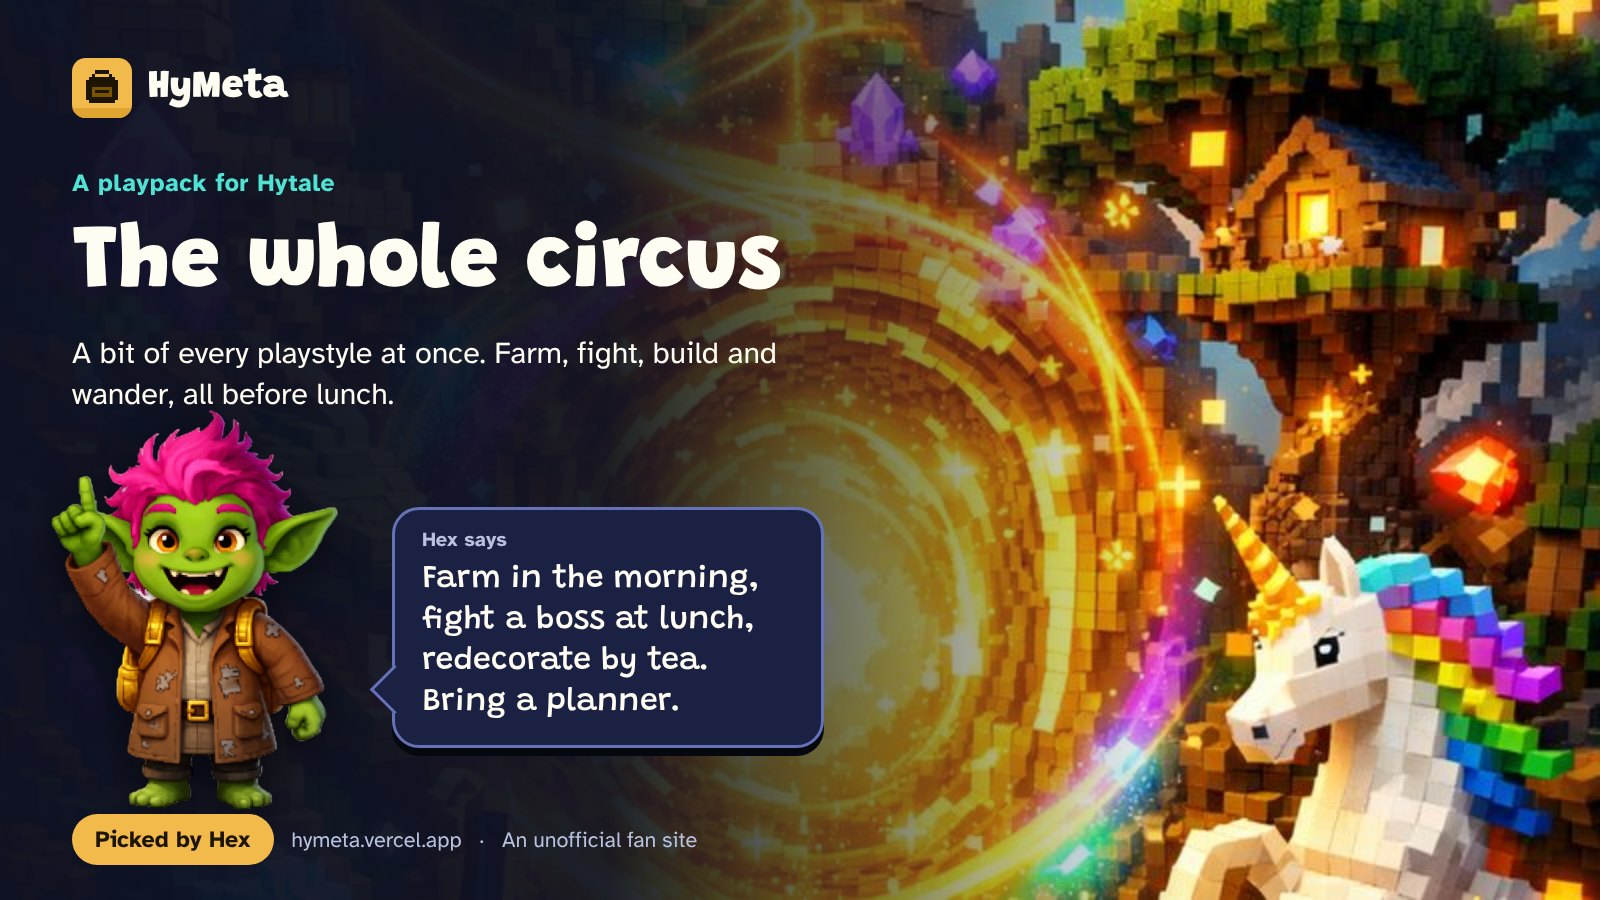 HyMeta
A playpack for Hytale
The whole circus
A bit of every playstyle at once. Farm, fight, build and
wander, all before lunch.
Hex says
Farm in the morning,
fight a boss at lunch,
redecorate by tea.
Bring a planner.
Picked by Hex
hymeta.vercel.app · An unofficial fan site